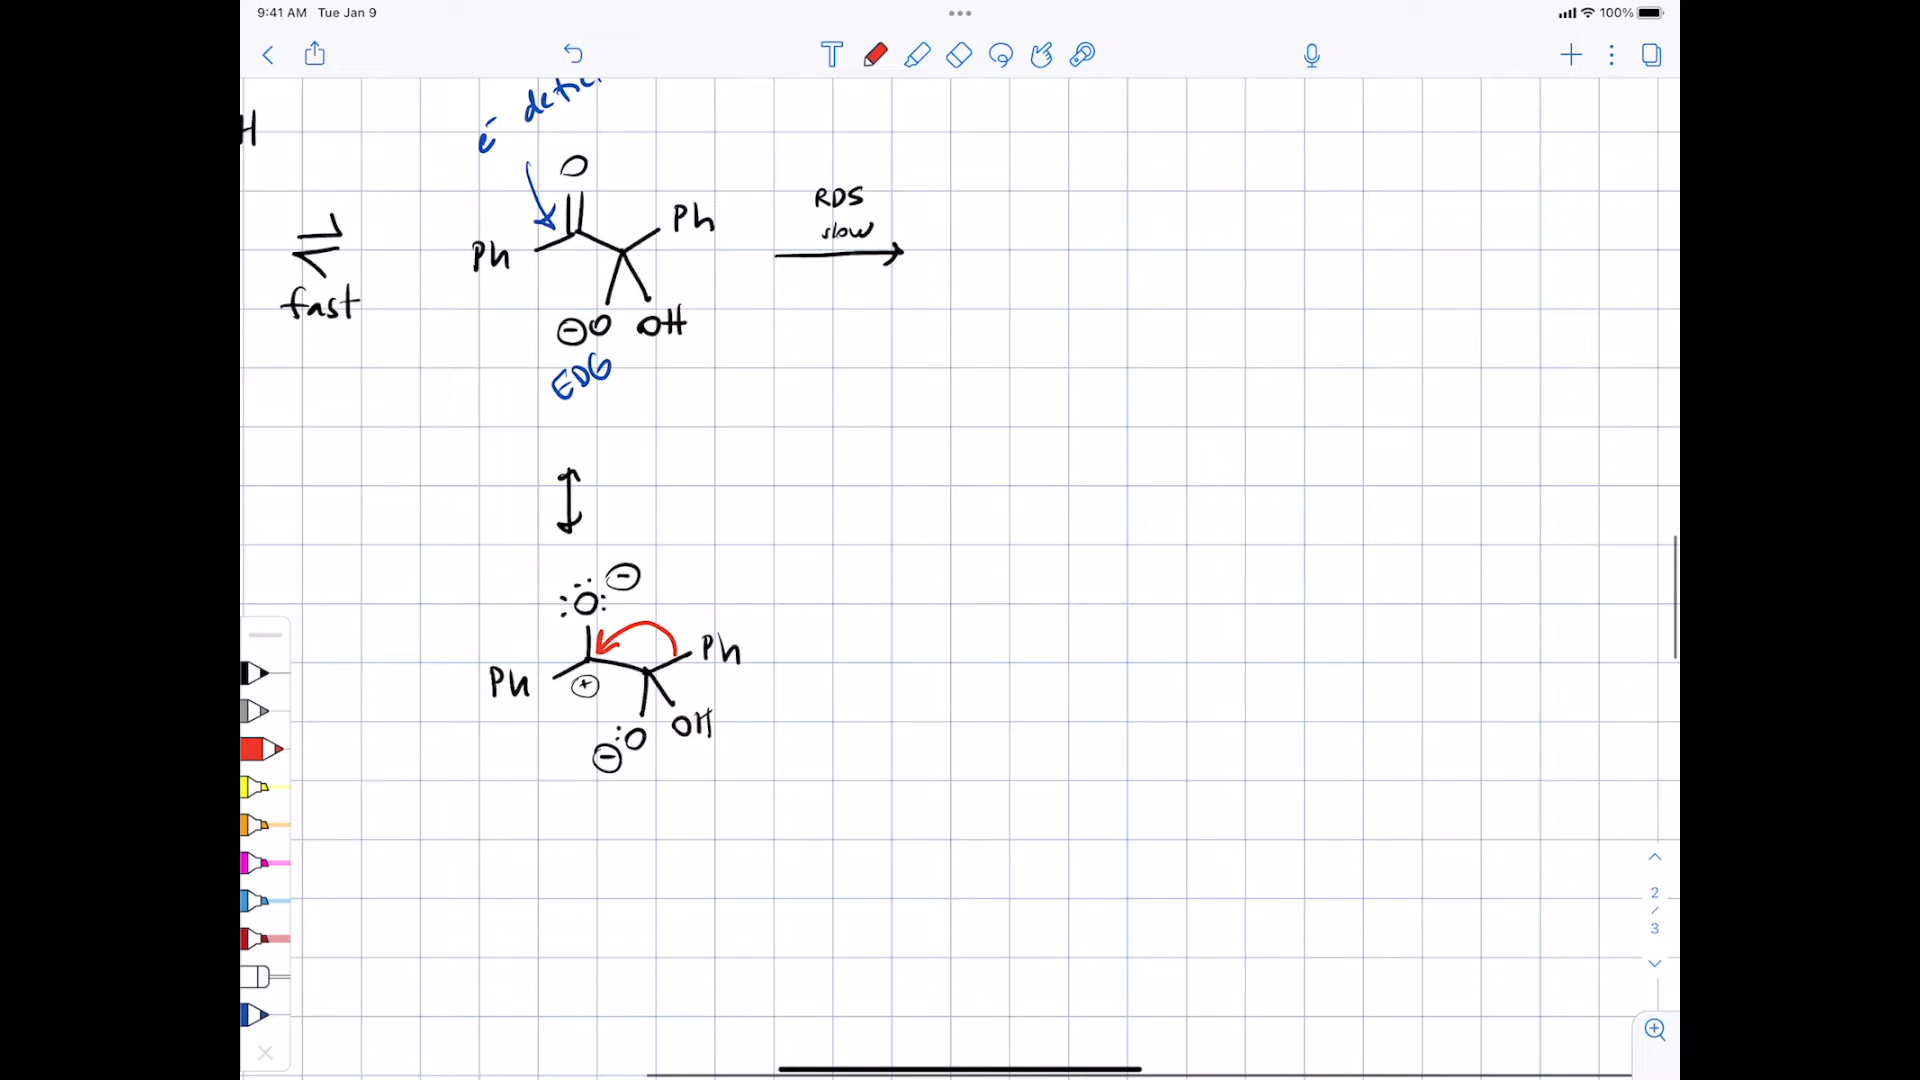 9:41 AM Tue Jan 9
100%
H
e⁻
O
Ph
Ph
RDS
slow
fast
⊖O OH
EDG
:Ö: ⊖
Ph
Ph
⊕
OH
⊖ :O
2
/
3